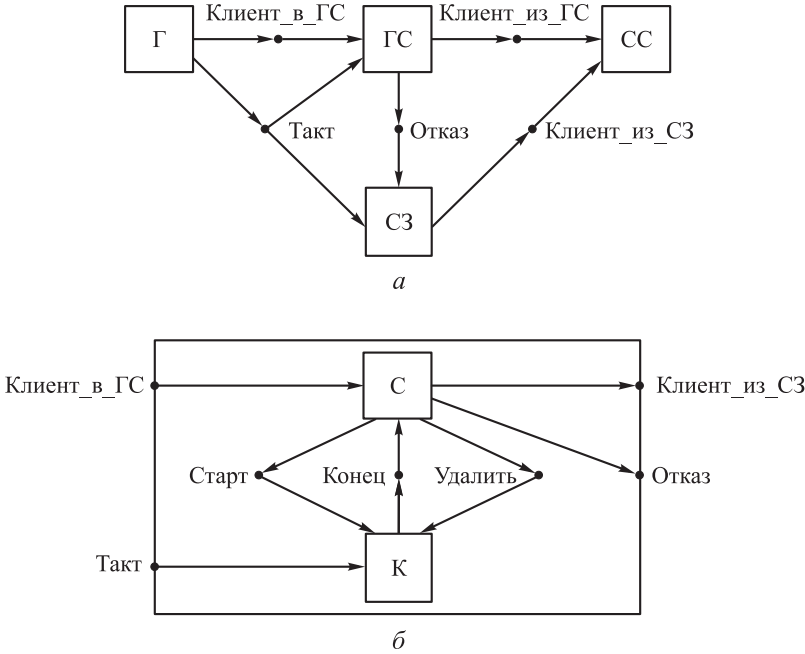 Клиент_в_ГС
Клиент_из_ГС
Г
ГС
СС
Такт
Отказ
Клиент_из_СЗ
СЗ
а
Клиент_в_ГС
С
Клиент_из_СЗ
Старт
Конец
Удалить
Отказ
Такт
К
б